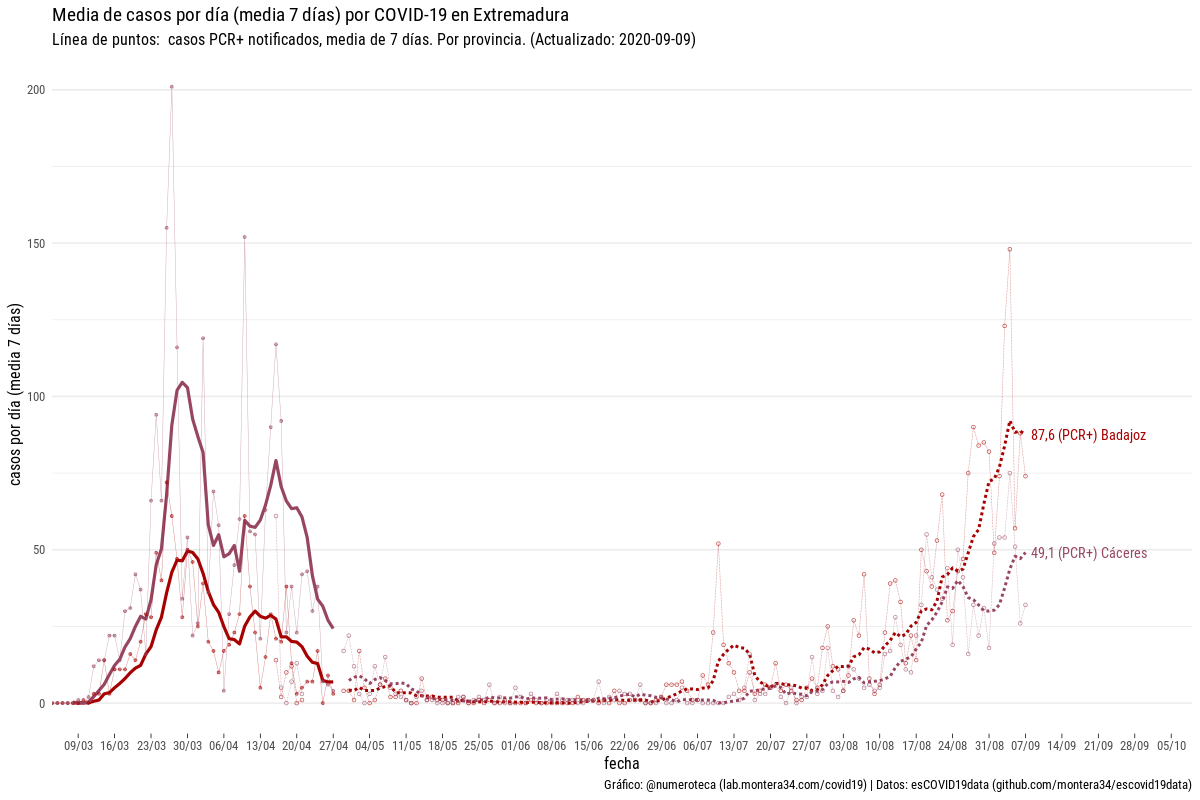 Media de casos por día (media 7 días) por COVID-19 en Extremadura
Línea de puntos:  casos PCR+ notificados, media de 7 días. Por provincia. (Actualizado: 2020-09-09)
casos por día (media 7 días)
200
150
100
50
0
87,6 (PCR+) Badajoz
49,1 (PCR+) Cáceres
09/03 16/03 23/03 30/03 06/04 13/04 20/04 27/04 04/05 11/05 18/05 25/05 01/06 08/06 15/06 22/06 29/06 06/07 13/07 20/07 27/07 03/08 10/08 17/08 24/08 31/08 07/09 14/09 21/09 28/09 05/10
fecha
Gráfico: @numeroteca (lab.montera34.com/covid19) | Datos: esCOVID19data (github.com/montera34/escovid19data)